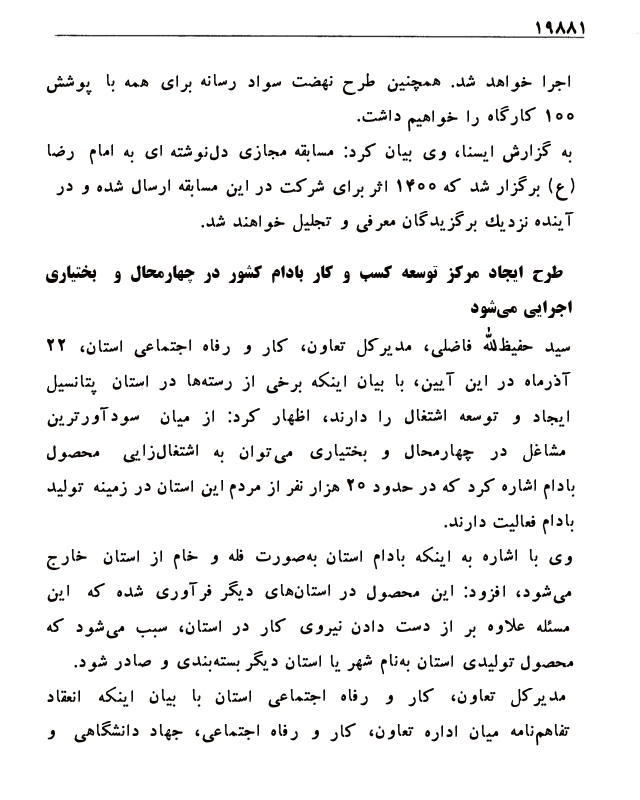 ۱۹۸۸۱
اجرا خواهد شد. همچنین طرح نهضت سواد رسانه برای همه با پوشش
۱۰۰ کارگاه را خواهیم داشت.
به گزارش ایسنا، وی بیان کرد: مسابقه مجازی دل‌نوشته ای به امام رضا
(ع) برگزار شد که ۱۴۰۰ اثر برای شرکت در این مسابقه ارسال شده و در
آینده نزدیك برگزیدگان معرفی و تجلیل خواهند شد.
طرح ایجاد مرکز توسعه کسب و کار بادام کشور در چهارمحال و بختیاری
اجرایی می‌شود
سید حفیظ‌الله فاضلی، مدیرکل تعاون، کار و رفاه اجتماعی استان، ۲۲
آذرماه در این آیین، با بیان اینکه برخی از رسته‌ها در استان پتانسیل
ایجاد و توسعه اشتغال را دارند، اظهار کرد: از میان سودآورترین
مشاغل در چهارمحال و بختیاری می‌توان به اشتغال‌زایی محصول
بادام اشاره کرد که در حدود ۲۰ هزار نفر از مردم این استان در زمینه تولید
بادام فعالیت دارند.
وی با اشاره به اینکه بادام استان به‌صورت فله و خام از استان خارج
می‌شود، افزود: این محصول در استان‌های دیگر فرآوری شده که این
مسئله علاوه بر از دست دادن نیروی کار در استان، سبب می‌شود که
محصول تولیدی استان به‌نام شهر یا استان دیگر بسته‌بندی و صادر شود.
مدیرکل تعاون، کار و رفاه اجتماعی استان با بیان اینکه انعقاد
تفاهم‌نامه میان اداره تعاون، کار و رفاه اجتماعی، جهاد دانشگاهی و